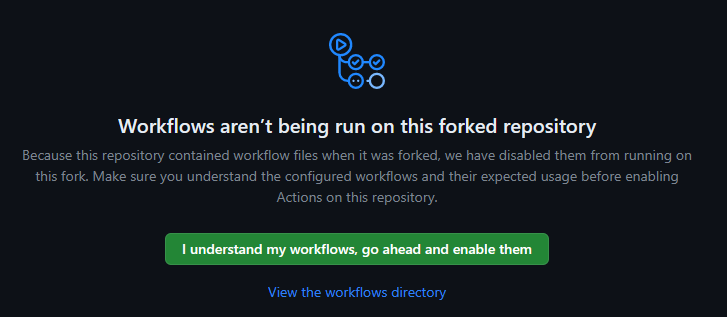 Workflows aren’t being run on this forked repository
Because this repository contained workflow files when it was forked, we have disabled them from running on
this fork. Make sure you understand the configured workflows and their expected usage before enabling
Actions on this repository.
I understand my workflows, go ahead and enable them
View the workflows directory